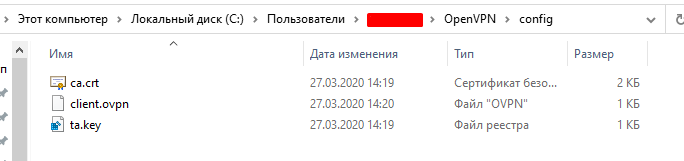 Этот компьютер > Локальный диск (C:) > Пользователи > > OpenVPN > config
Имя Дата изменения Тип Размер
п
ca.crt 27.03.2020 14:19 Сертификат безо... 2 КБ
client.ovpn 27.03.2020 14:20 Файл "OVPN" 1 КБ
ta.key 27.03.2020 14:19 Файл реестра 1 КБ